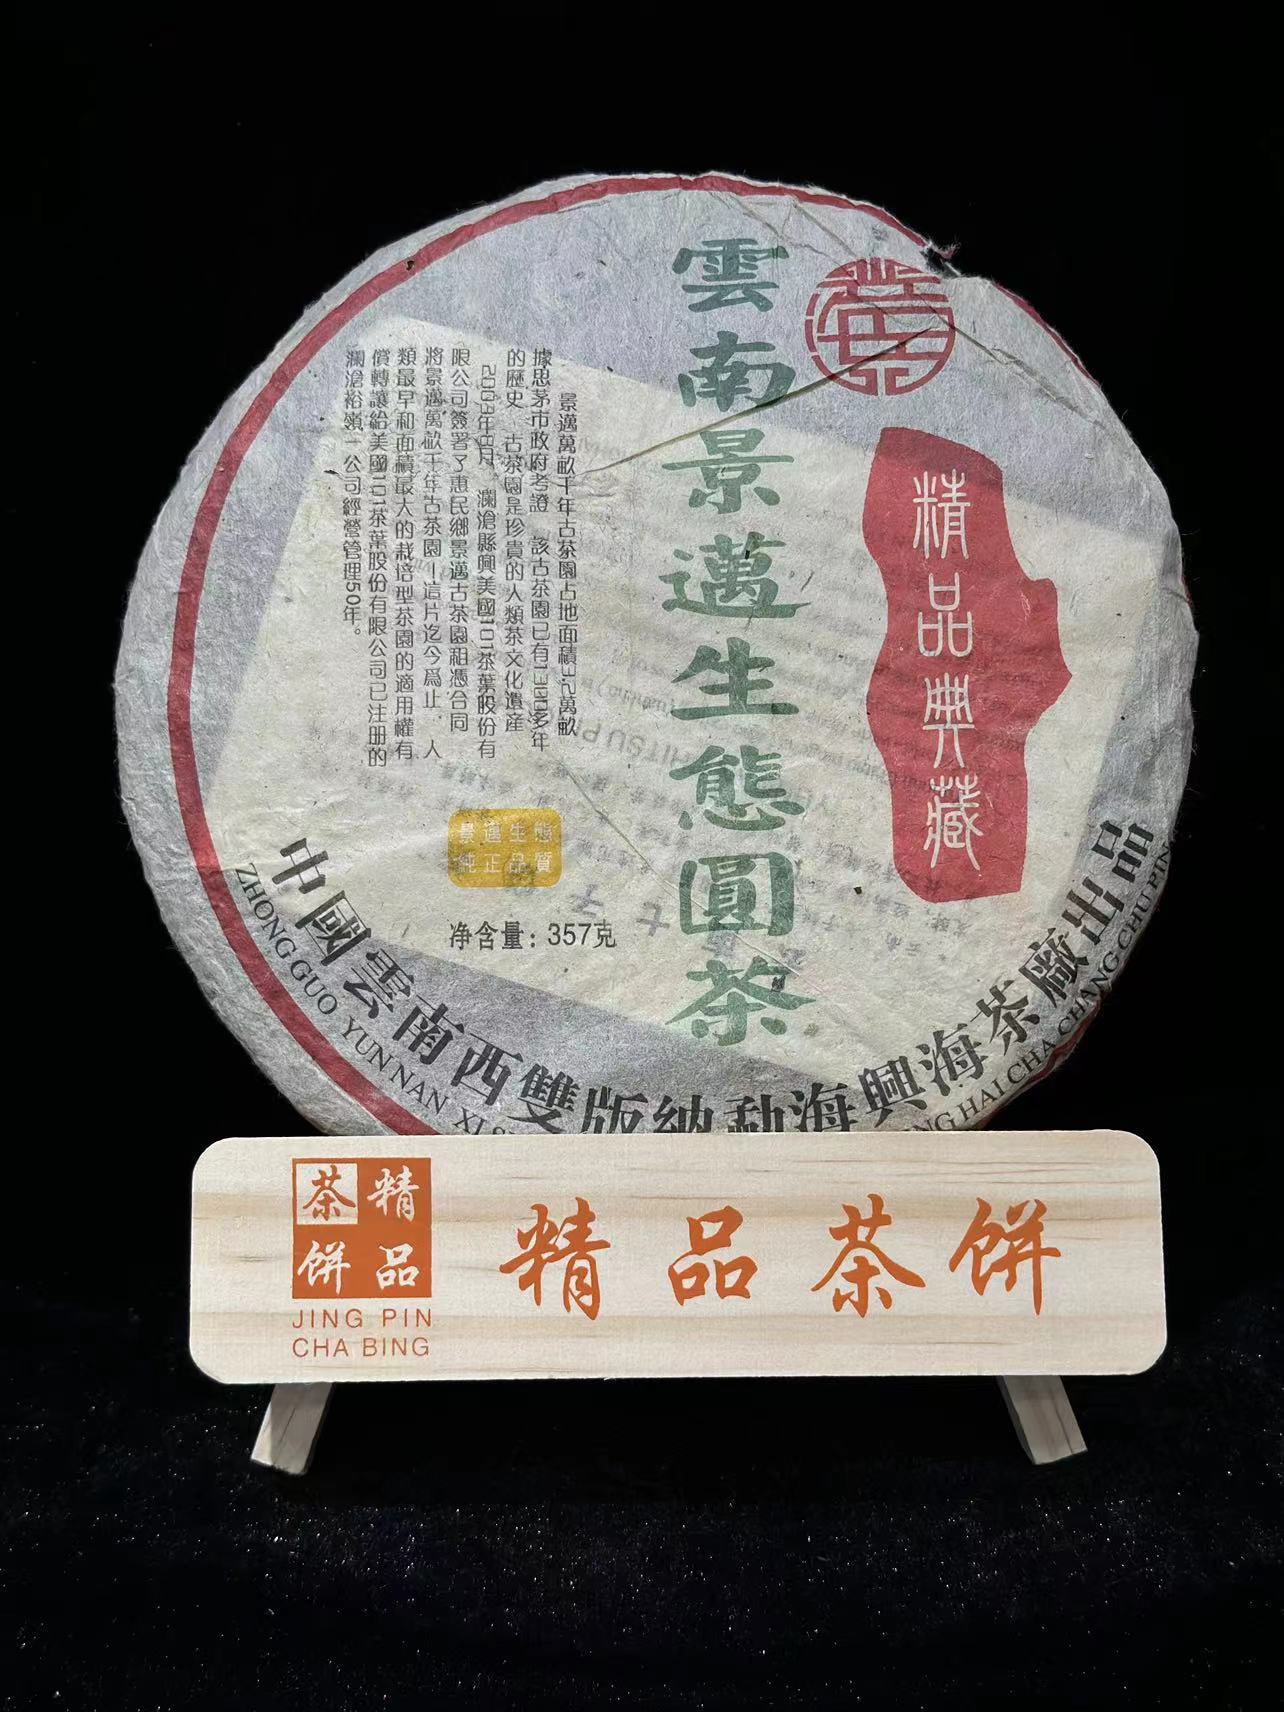 雲南景邁生態圓茶
精品典藏
景邁萬畝千年古茶園占地面積3.2萬畝
據思茅市政府考證 該古茶園已有1300多年
的歷史 古茶園是珍貴的人類茶文化遺産
2003年8月 瀾滄縣興美國101茶葉股份有
限公司簽署了惠民鄉景邁古茶園租憑合同
將景邁萬畝千年古茶園！這片迄今爲止，人
類最早和面積最大的栽培型茶園的適用權有
償轉讓給美國101茶葉股份有限公司已注册的
瀾滄裕嶺一公司經營管理50年。
景邁生態
純正品質
净含量：357克
中國雲南西雙版納勐海興海茶廠出品
ZHONG GUO YUN NAN XI
HAI CHA CHANG CHU PIN
精品
茶餅
JING PIN
CHA BING
精品茶餅